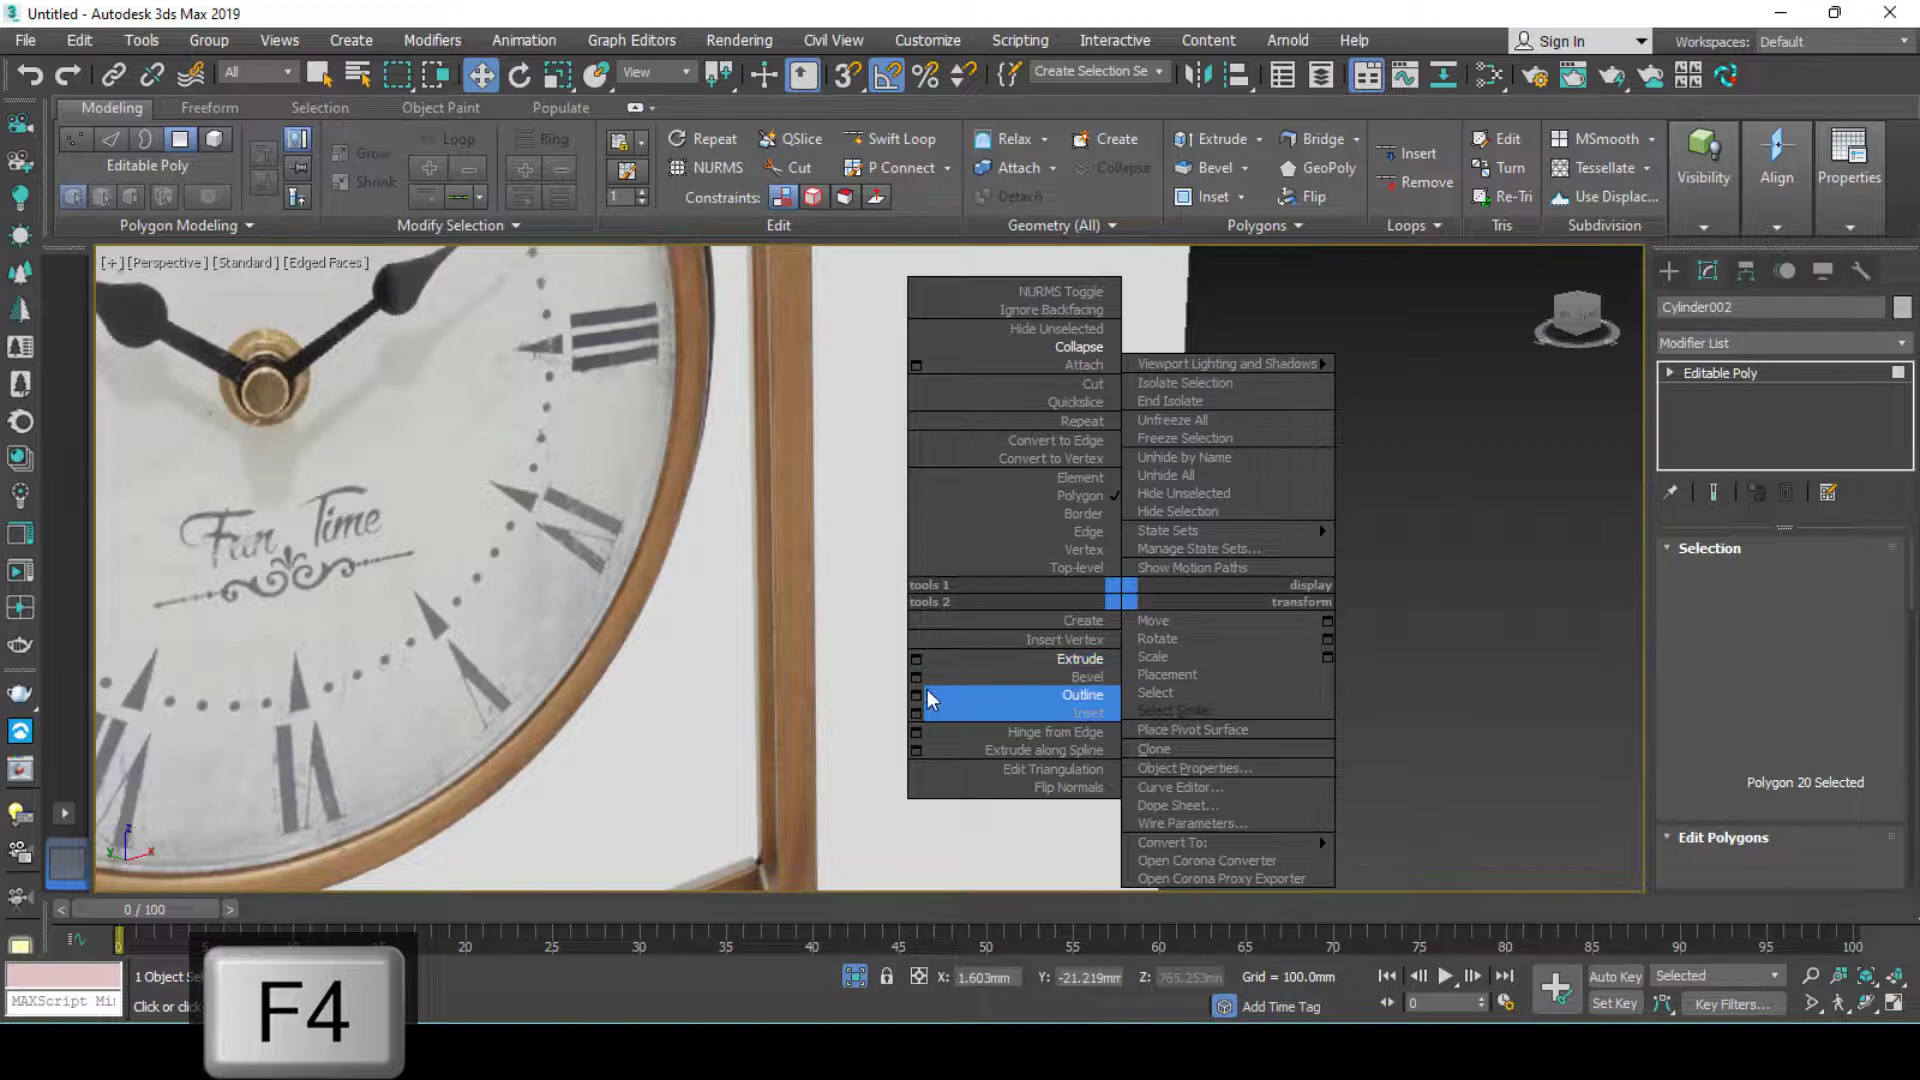 Untitled - Autodesk 3ds Max 2019
File Edit Tools Group Views Create Modifiers Animation Graph Editors Rendering Civil View Customize Scripting Interactive Content Arnold Help
Sign In
Workspaces: Default
All
View
Create Selection Se
Modeling Freeform Selection Object Paint Populate
Loop
Ring
Repeat QSlice Swift Loop
Relax Create
Extrude Bridge
Insert
Edit MSmooth
Editable Poly
Grow
Shrink
NURMS Cut P Connect
Attach Collapse
Bevel GeoPoly
Remove
Turn Tessellate
Visibility Align Properties
1
Constraints:
Detach
Inset Flip
Re-Tri Use Displac...
Polygon Modeling Modify Selection Edit Geometry (All) Polygons Loops Tris Subdivision
[+] [Perspective ] [Standard ] [Edged Faces ]
Fun Time
NURMS Toggle
Ignore Backfacing
Hide Unselected
Collapse
Attach
Cut
Quickslice
Repeat
Convert to Edge
Convert to Vertex
Element
Polygon
Border
Edge
Vertex
Top-level
tools 1
tools 2
Create
Insert Vertex
Extrude
Bevel
Outline
Inset
Hinge from Edge
Extrude along Spline
Edit Triangulation
Flip Normals
Viewport Lighting and Shadows
Isolate Selection
End Isolate
Unfreeze All
Freeze Selection
Unhide by Name
Unhide All
Hide Unselected
Hide Selection
State Sets
Manage State Sets...
Show Motion Paths
display
transform
Move
Rotate
Scale
Placement
Select
Select Similar
Place Pivot Surface
Clone
Object Properties...
Curve Editor...
Dope Sheet...
Wire Parameters...
Convert To:
Open Corona Converter
Open Corona Proxy Exporter
Cylinder002
Modifier List
Editable Poly
Selection
Polygon 20 Selected
Edit Polygons
z
y
x
< 0 / 100 >
0 5 20 25 30 35 40 45 50 55 60 65 70 75 80 85 90 95 100
F4
MAXScript Mi
1 Object Se
Click or clic
X: 1.603mm Y: -21.219mm Z: 765.253mm Grid = 100.0mm
Add Time Tag
0
Auto Key Selected
Set Key Key Filters...